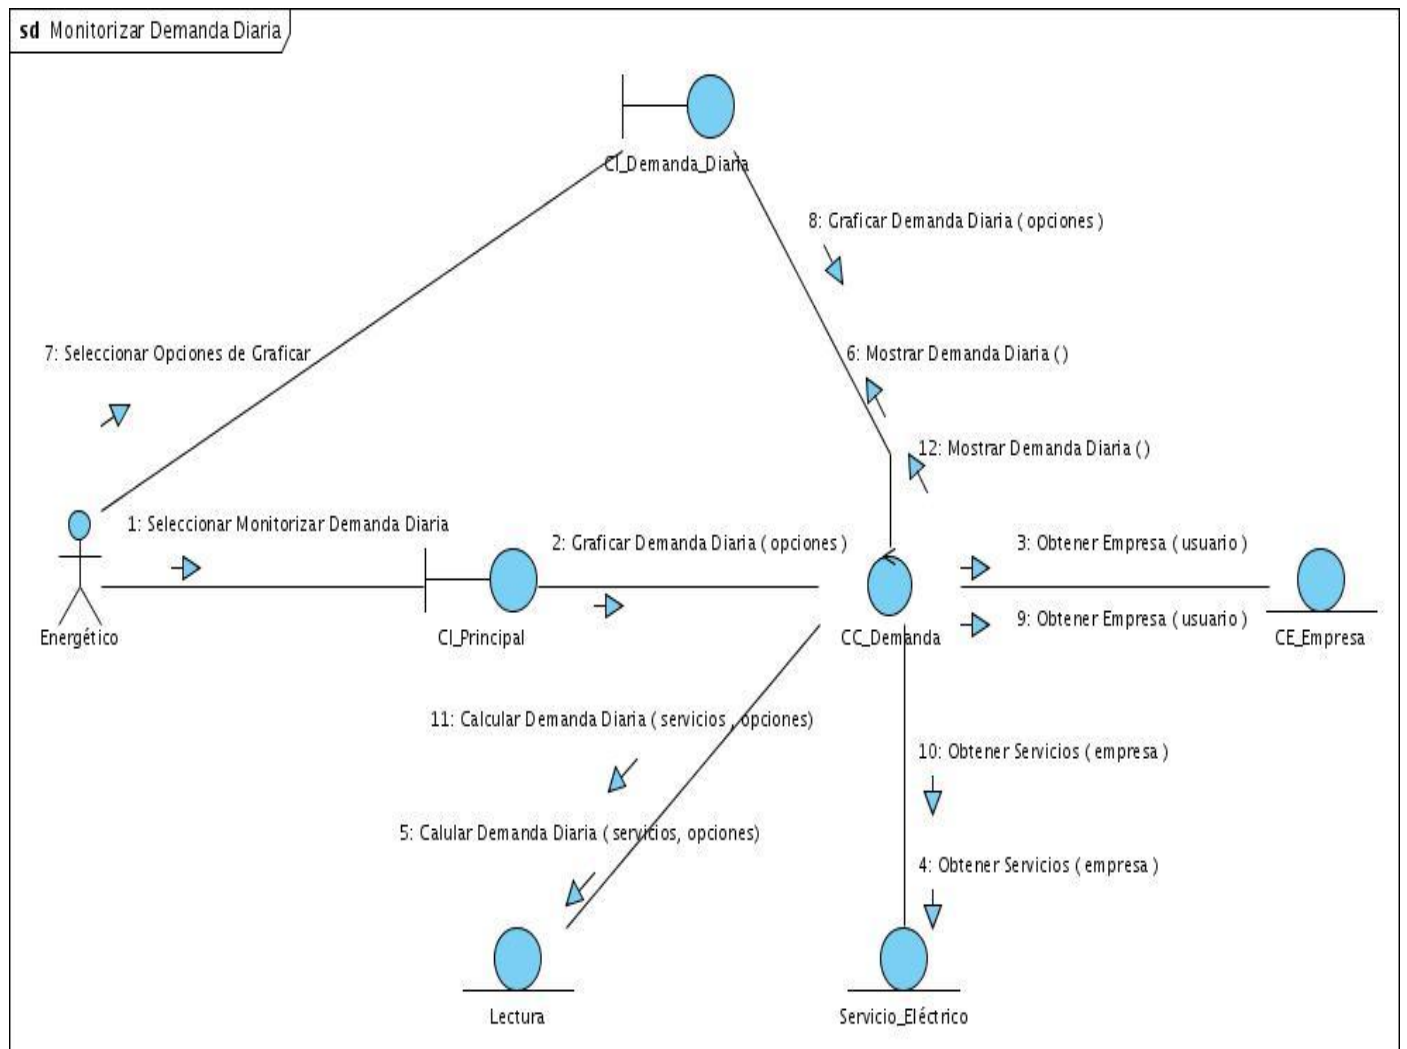 sd Monitorizar Demanda Diaria
CI_Demanda_Diaria
8: Graficar Demanda Diaria ( opciones )
7: Seleccionar Opciones de Graficar
6: Mostrar Demanda Diaria ()
12: Mostrar Demanda Diaria ()
1: Seleccionar Monitorizar Demanda Diaria
2: Graficar Demanda Diaria ( opciones )
3: Obtener Empresa ( usuario )
9: Obtener Empresa ( usuario )
Energético
CI_Principal
CC_Demanda
CE_Empresa
11: Calcular Demanda Diaria ( servicios , opciones)
10: Obtener Servicios ( empresa )
5: Calular Demanda Diaria ( servicios, opciones)
4: Obtener Servicios ( empresa )
Lectura
Servicio_Eléctrico